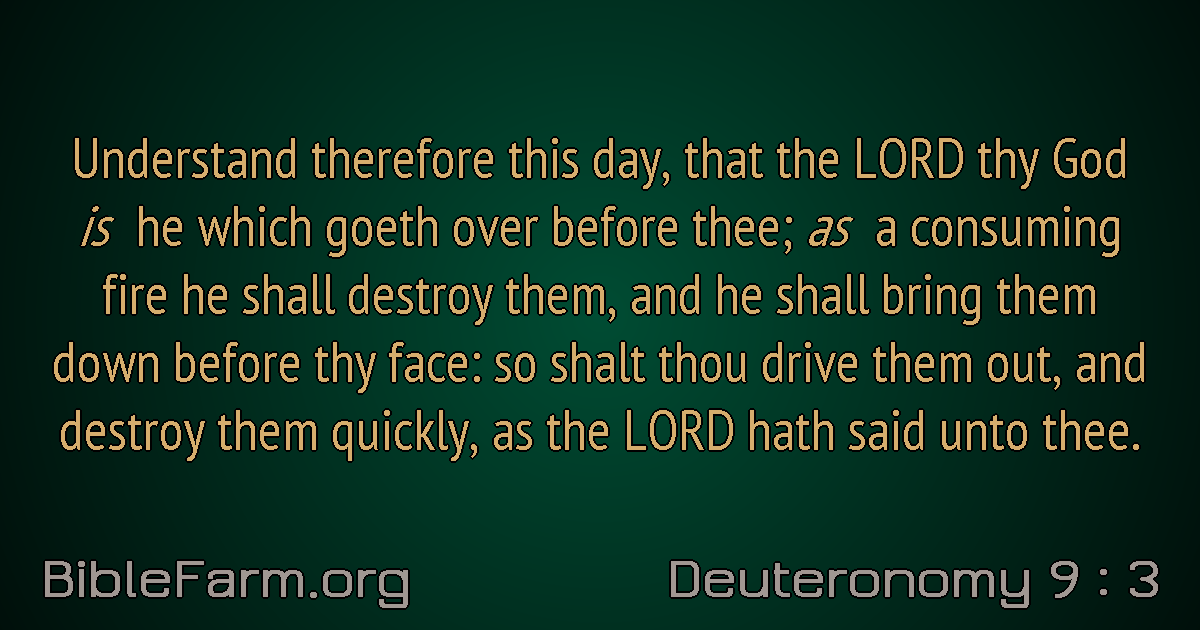 Understand therefore this day, that the LORD thy God
is he which goeth over before thee; as a consuming
fire he shall destroy them, and he shall bring them
down before thy face: so shalt thou drive them out, and
destroy them quickly, as the LORD hath said unto thee.
BibleFarm.org
Deuteronomy 9 : 3